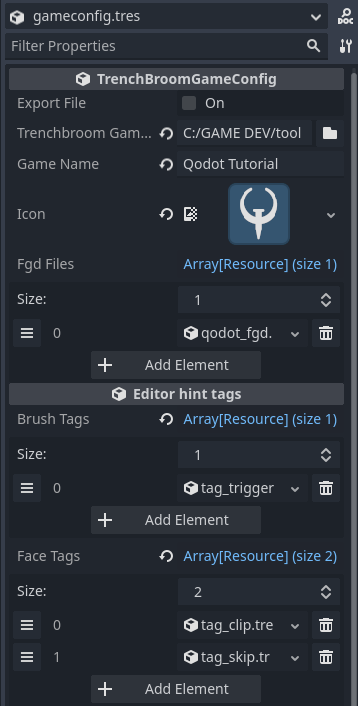 gameconfig.tres
DOC
Filter Properties
TrenchBroomGameConfig
Export File On
Trenchbroom Gam... C:/GAME DEV/tool
Game Name Qodot Tutorial
Icon
Fgd Files Array[Resource] (size 1)
Size: 1
0 qodot_fgd.
Add Element
Editor hint tags
Brush Tags Array[Resource] (size 1)
Size: 1
0 tag_trigger
Add Element
Face Tags Array[Resource] (size 2)
Size: 2
0 tag_clip.tre
1 tag_skip.tr
Add Element